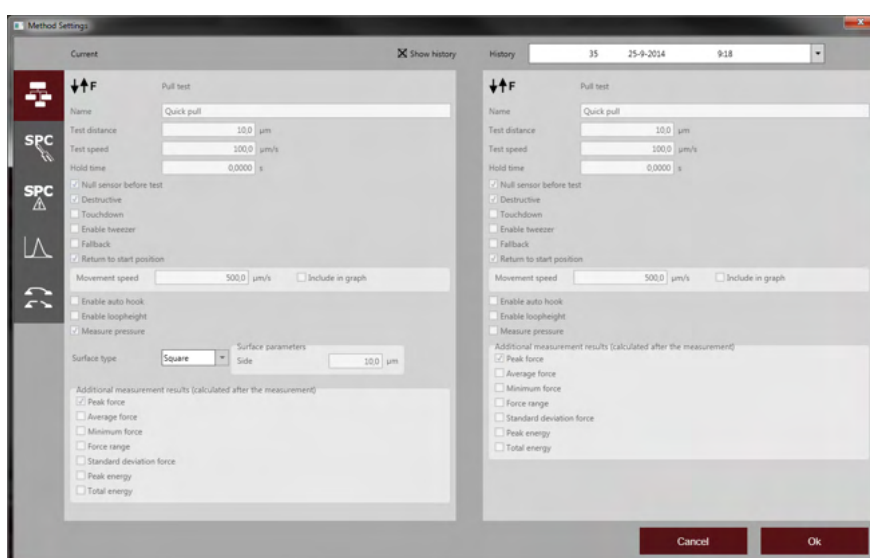 Method Settings
Current
Show history
History 35 25-9-2014 9:18
SPC
SPC
F Pull test
Name Quick pull
Test distance 10,0 µm
Test speed 100,0 µm/s
Hold time 0,0000 s
Null sensor before test
Destructive
Touchdown
Enable tweezer
Fallback
Return to start position
Movement speed 500,0 µm/s Include in graph
Enable auto hook
Enable loopheight
Measure pressure
Surface type Square
Surface parameters
Side 10,0 µm
Additional measurement results (calculated after the measurement)
Peak force
Average force
Minimum force
Force range
Standard deviation force
Peak energy
Total energy
F Pull test
Name Quick pull
Test distance 10,0 µm
Test speed 100,0 µm/s
Hold time 0,0000 s
Null sensor before test
Destructive
Touchdown
Enable tweezer
Fallback
Return to start position
Movement speed 500,0 µm/s Include in graph
Enable auto hook
Enable loopheight
Measure pressure
Additional measurement results (calculated after the measurement)
Peak force
Average force
Minimum force
Force range
Standard deviation force
Peak energy
Total energy
Cancel
Ok